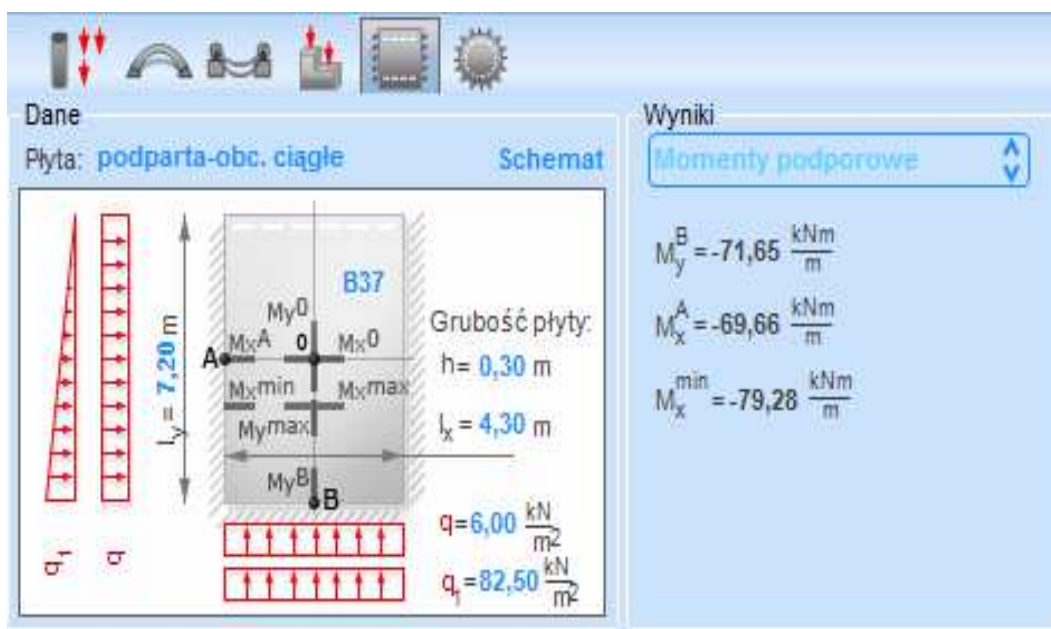 Dane
Płyta: podparta-obc. ciągłe Schemat
q₁
q
l_y = 7,20 m
B37
My⁰
MxA 0 Mx⁰
A
Mxmin Mxmax
Mymax
MyB
B
Grubość płyty:
h= 0,30 m
l_x = 4,30 m
q=6,00 kN/m²
q₁=82,50 kN/m²
Wyniki
Momenty podporowe
M_y^B =-71,65 kNm/m
M_x^A =-69,66 kNm/m
M_x^min =-79,28 kNm/m